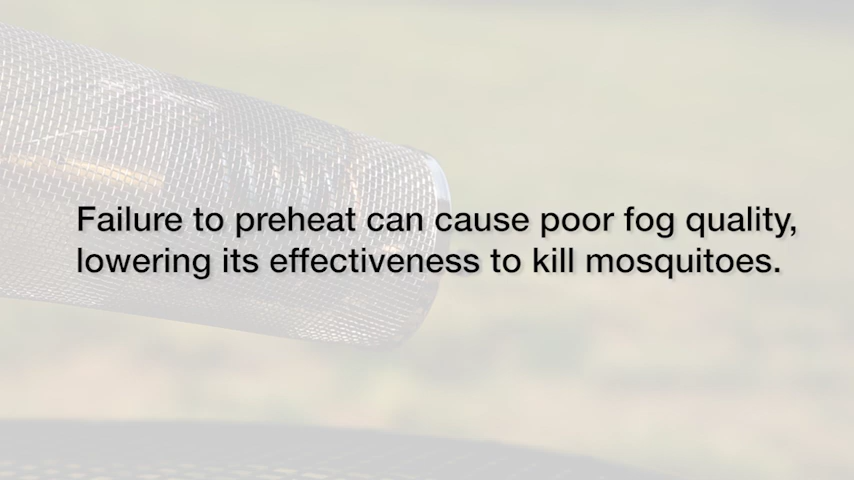 Failure to preheat can cause poor fog quality,
lowering its effectiveness to kill mosquitoes.